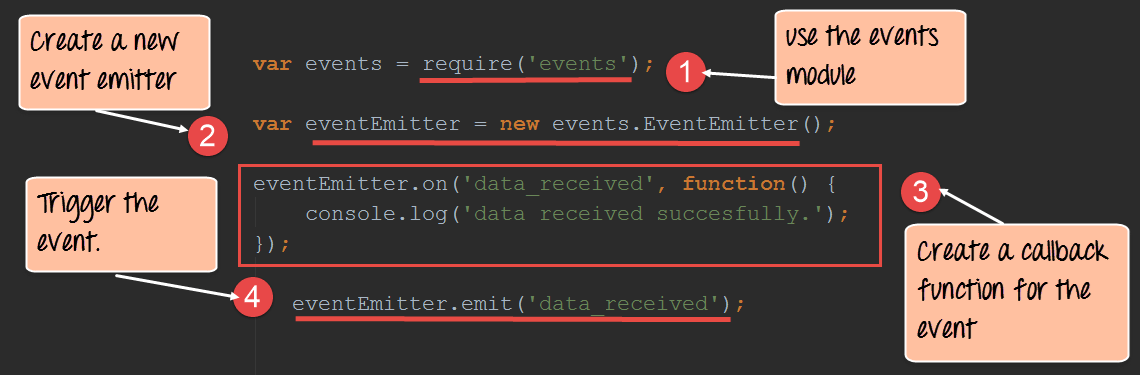 Create a new
event emitter
var events = require('events');
1
use the events
module
2
var eventEmitter = new events.EventEmitter();
Trigger the
event.
eventEmitter.on('data_received', function() {
console.log('data received succesfully.');
});
3
Create a callback
function for the
event
4
eventEmitter.emit('data_received');